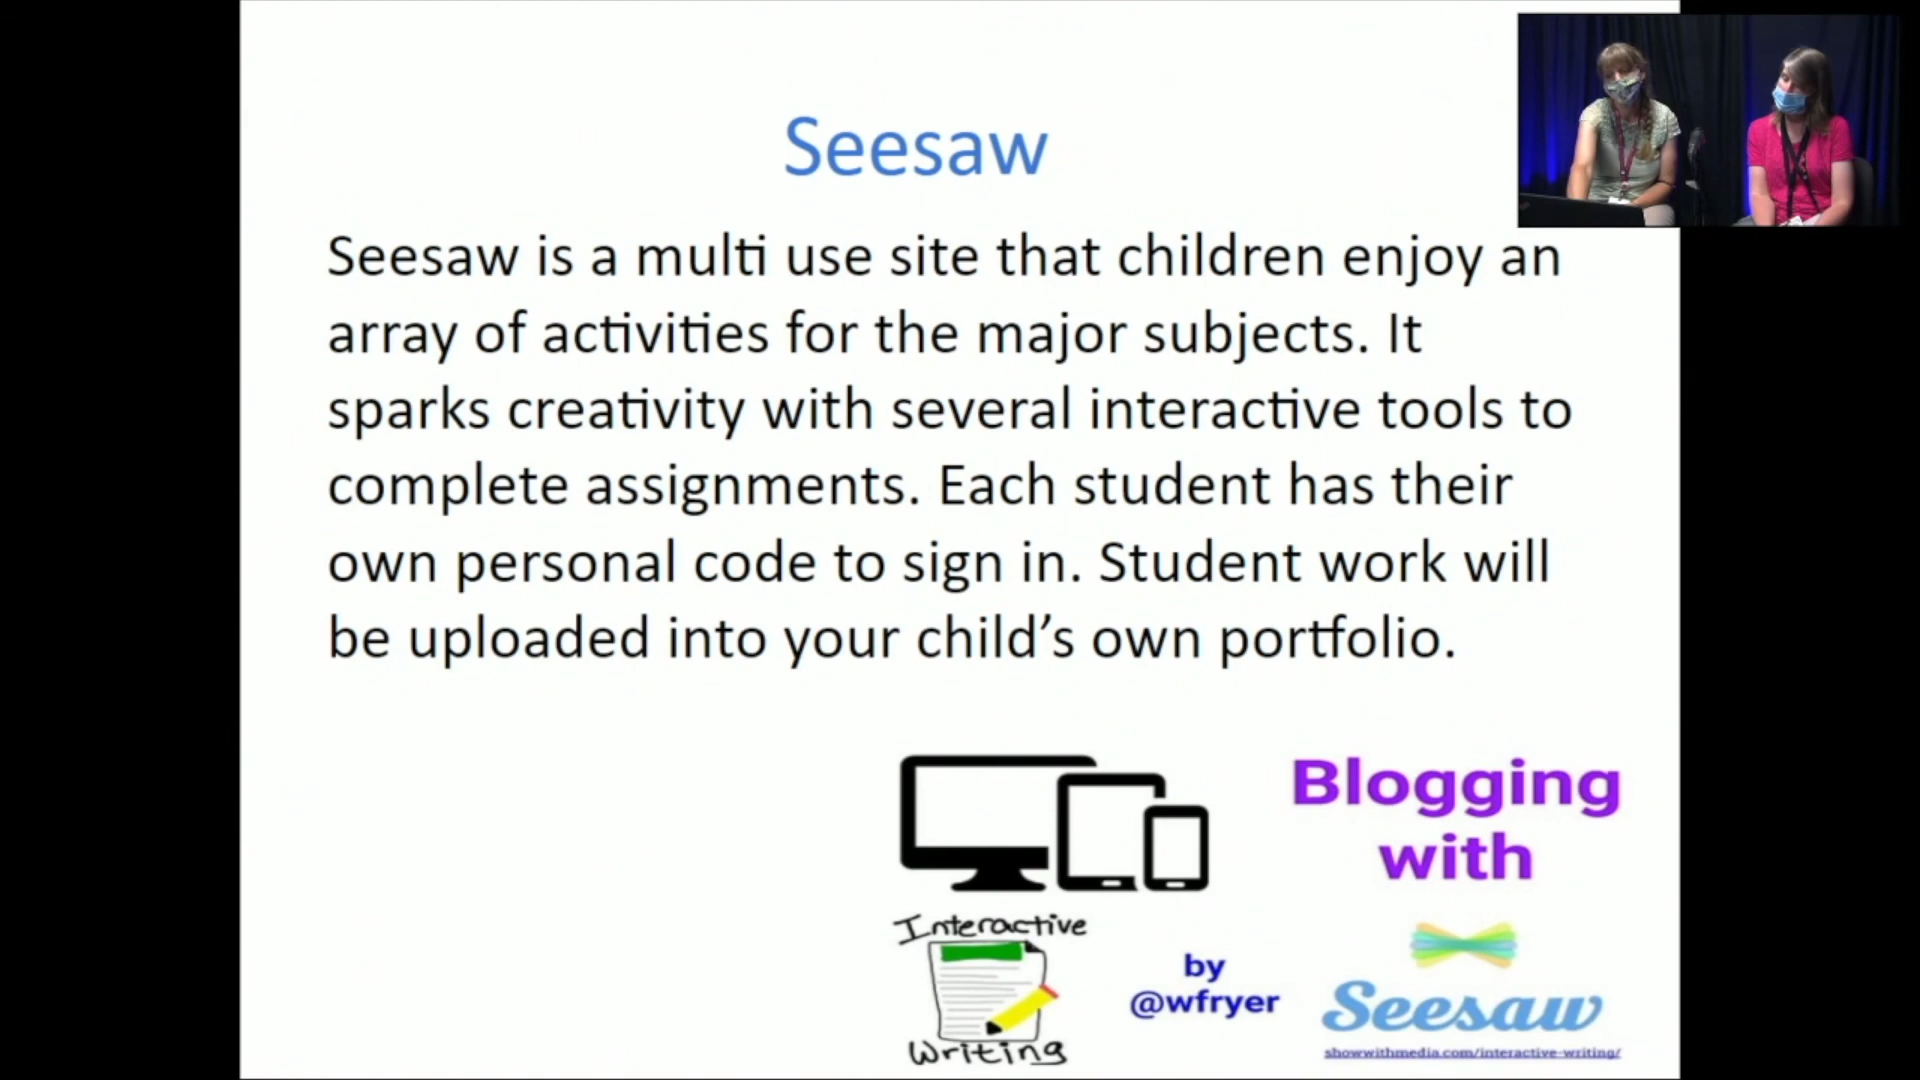 Seesaw
Seesaw is a multi use site that children enjoy an
array of activities for the major subjects. It
sparks creativity with several interactive tools to
complete assignments. Each student has their
own personal code to sign in. Student work will
be uploaded into your child’s own portfolio.
Blogging
with
Interactive
Writing
by
@wfryer
Seesaw
showwithmedia.com/interactive-writing/